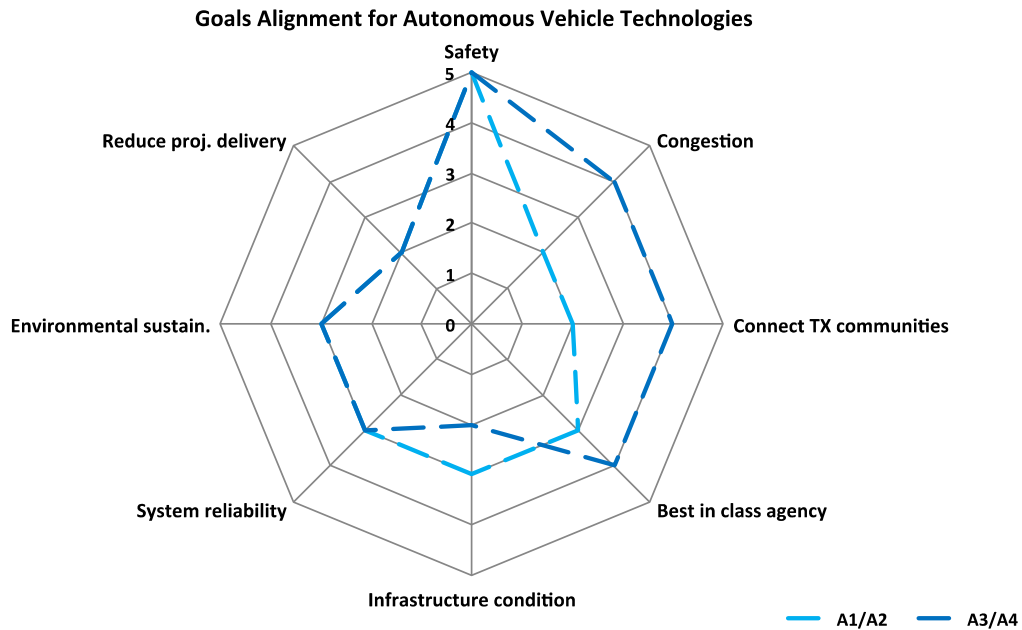 Goals Alignment for Autonomous Vehicle Technologies
Safety
5
Reduce proj. delivery
Congestion
4
3
2
1
Environmental sustain.
0
Connect TX communities
System reliability
Best in class agency
Infrastructure condition
A1/A2
A3/A4